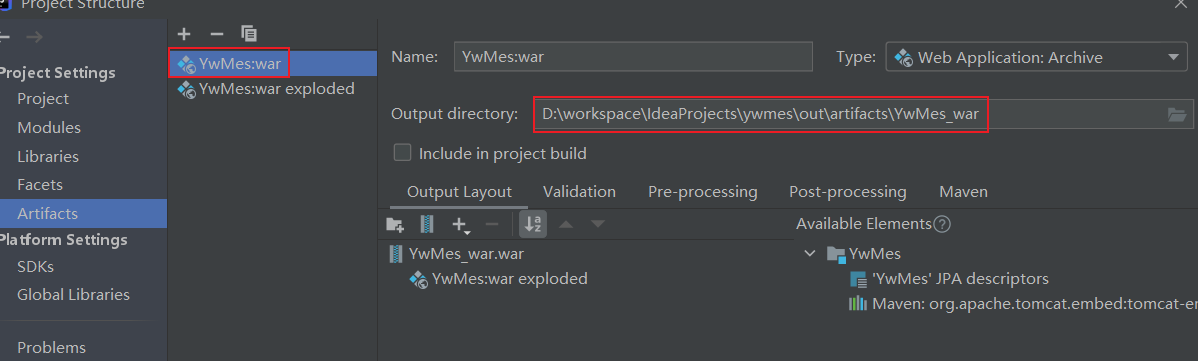 Project Structure
Project Settings
Project
Modules
Libraries
Facets
Artifacts
Platform Settings
SDKs
Global Libraries
Problems
YwMes:war
YwMes:war exploded
Name: YwMes:war Type: Web Application: Archive
Output directory: D:\workspace\IdeaProjects\ywmes\out\artifacts\YwMes_war
Include in project build
Output Layout Validation Pre-processing Post-processing Maven
YwMes_war.war
YwMes:war exploded
Available Elements
YwMes
'YwMes' JPA descriptors
Maven: org.apache.tomcat.embed:tomcat-e